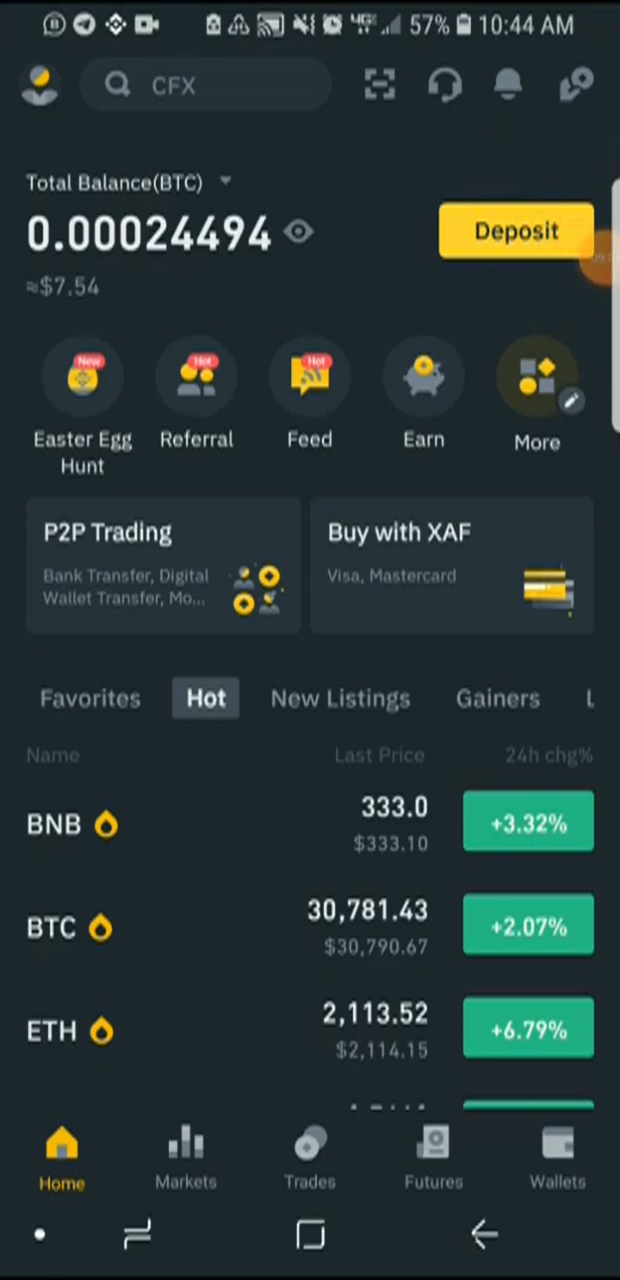 57% 10:44 AM
CFX
Total Balance(BTC)
0.00024494
Deposit
≈$7.54
New
Hot
Hot
Easter Egg
Hunt
Referral
Feed
Earn
More
P2P Trading
Bank Transfer, Digital
Wallet Transfer, Mo...
Buy with XAF
Visa, Mastercard
Favorites Hot New Listings Gainers L
Name Last Price 24h chg%
BNB 333.0 +3.32%
$333.10
BTC 30,781.43 +2.07%
$30,790.67
ETH 2,113.52 +6.79%
$2,114.15
Home Markets Trades Futures Wallets